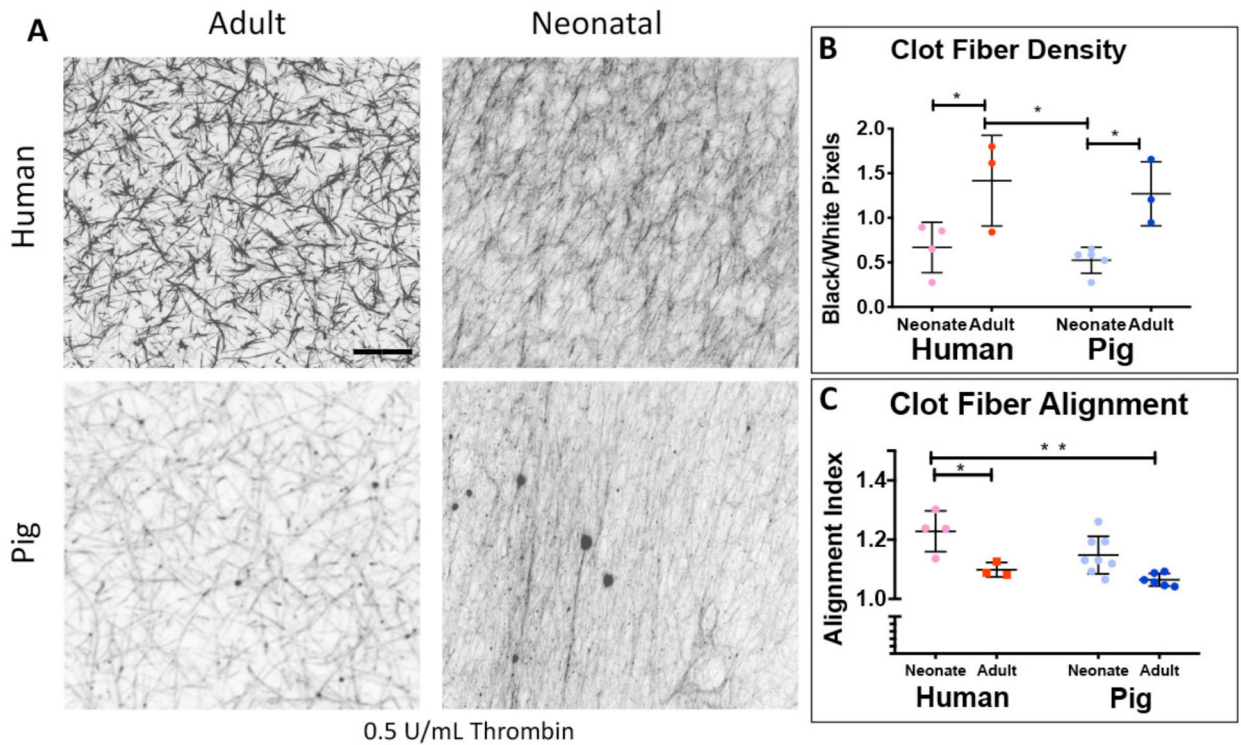 A
Adult
Neonatal
Human
Pig
0.5 U/mL Thrombin
B
Clot Fiber Density
*
*
*
Black/White Pixels
2.0
1.5
1.0
0.5
0.0
Neonate Adult Neonate Adult
Human Pig
C
Clot Fiber Alignment
* *
*
Alignment Index
1.4
1.2
1.0
Neonate Adult Neonate Adult
Human Pig